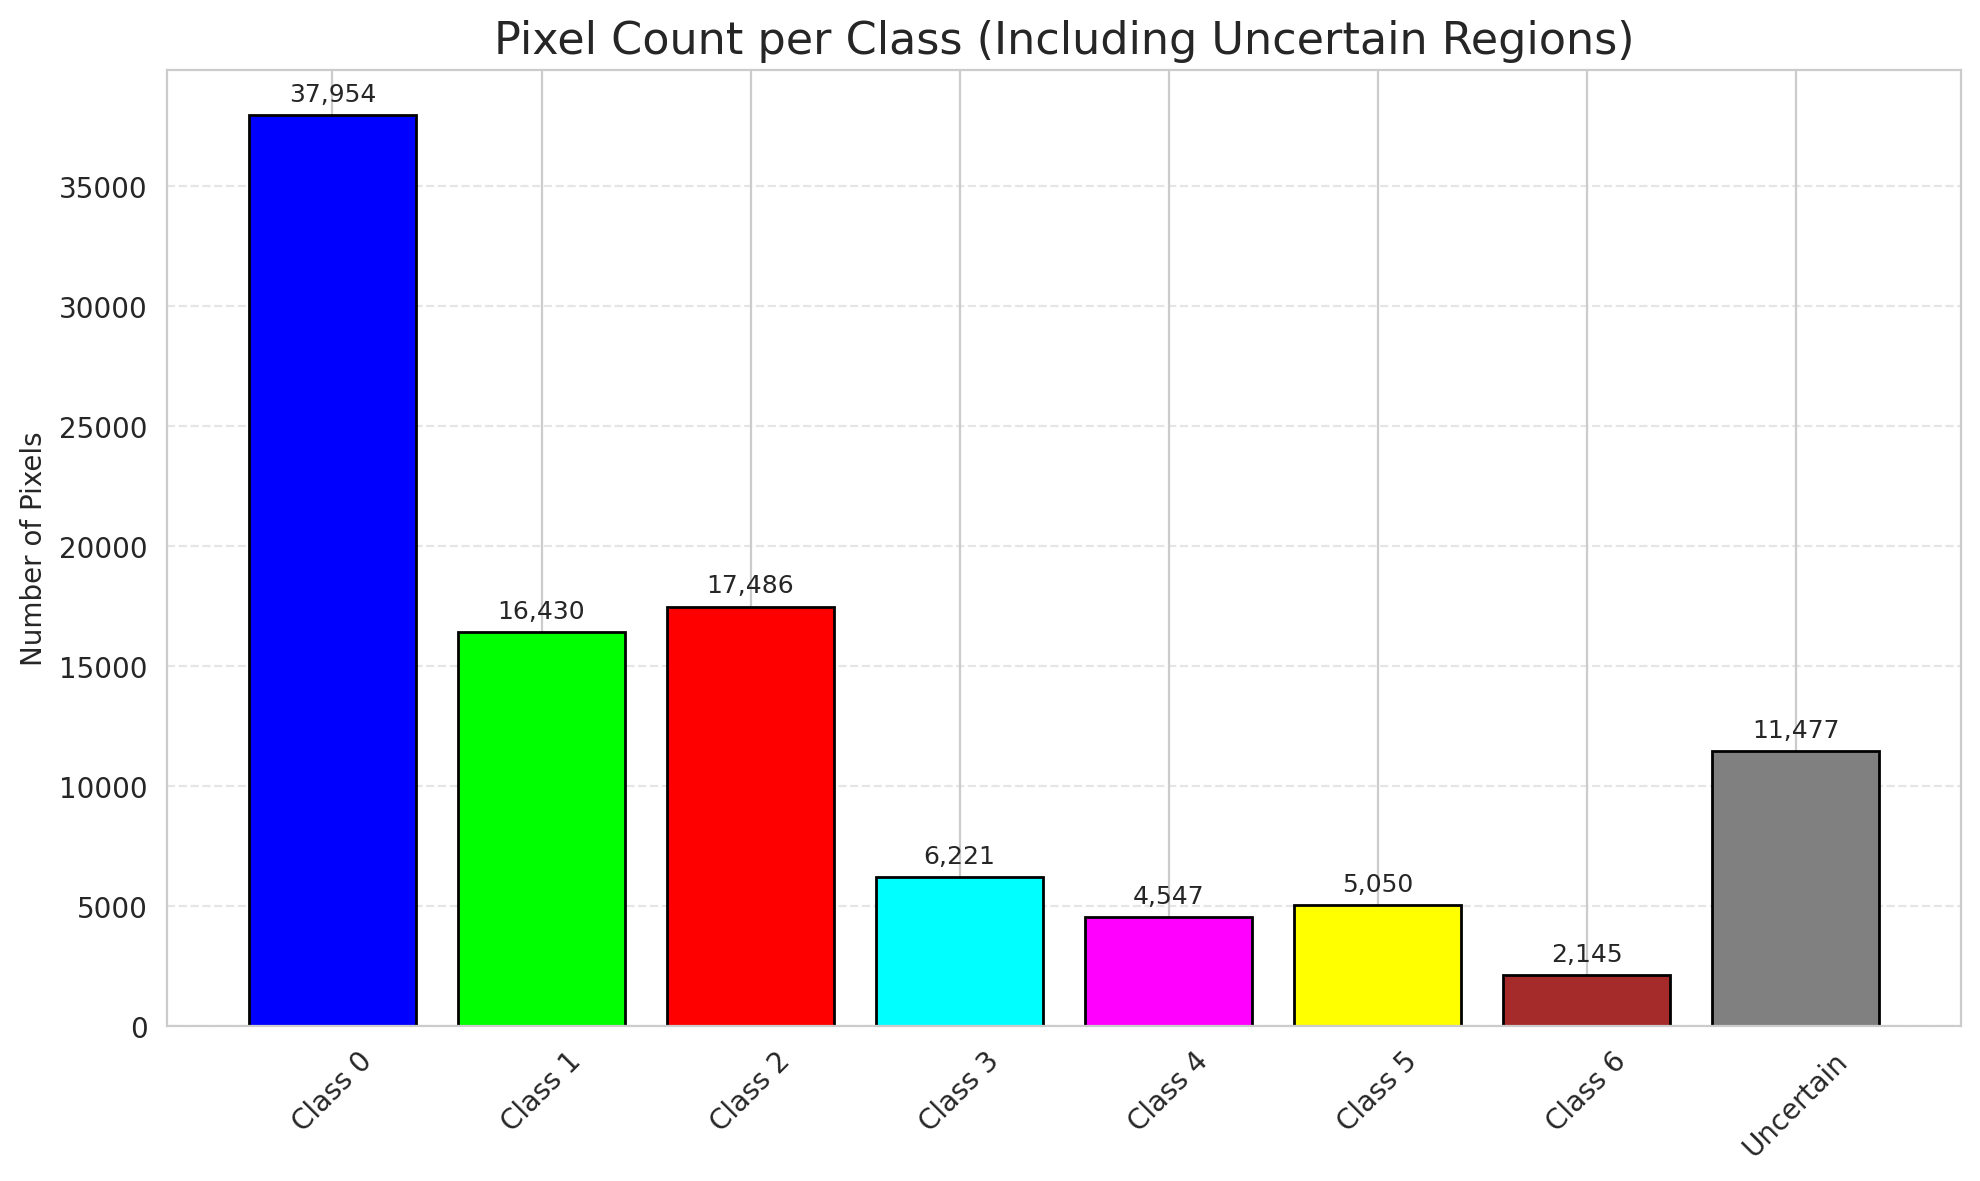 Pixel Count per Class (Including Uncertain Regions)
Number of Pixels
35000
30000
25000
20000
15000
10000
5000
0
37,954
16,430
17,486
6,221
4,547
5,050
2,145
11,477
Class 0
Class 1
Class 2
Class 3
Class 4
Class 5
Class 6
Uncertain